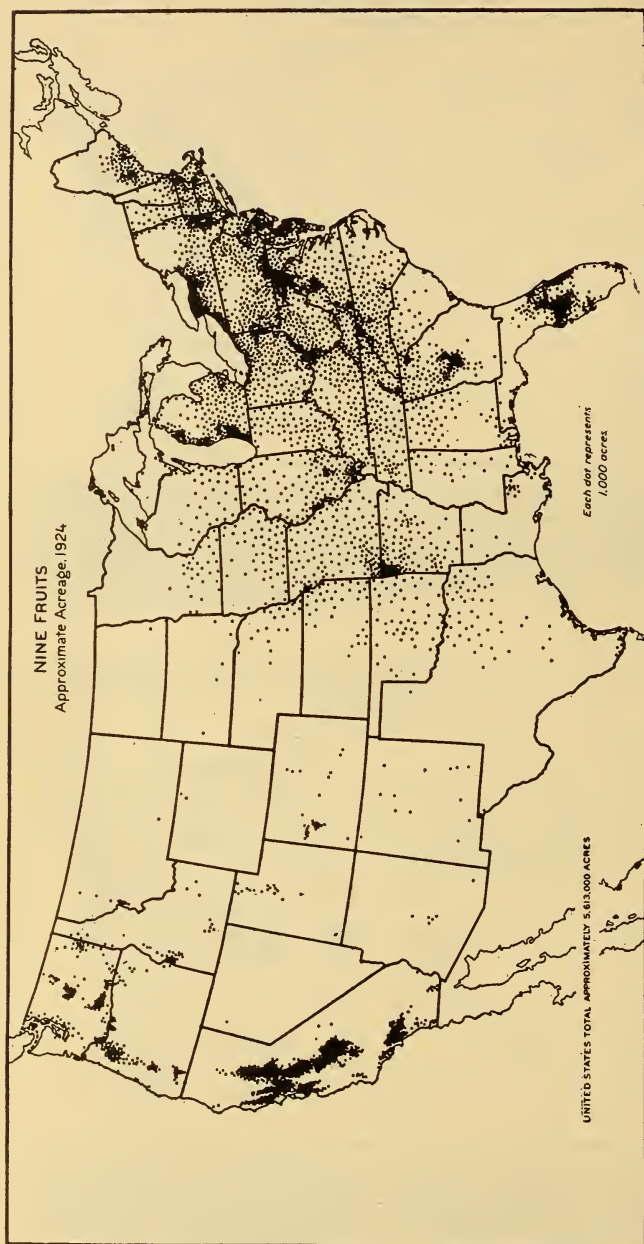 NINE FRUITS
Approximate Acreage, 1924
Each dot represents
1,000 acres
UNITED STATES TOTAL APPROXIMATELY 5,613,000 ACRES